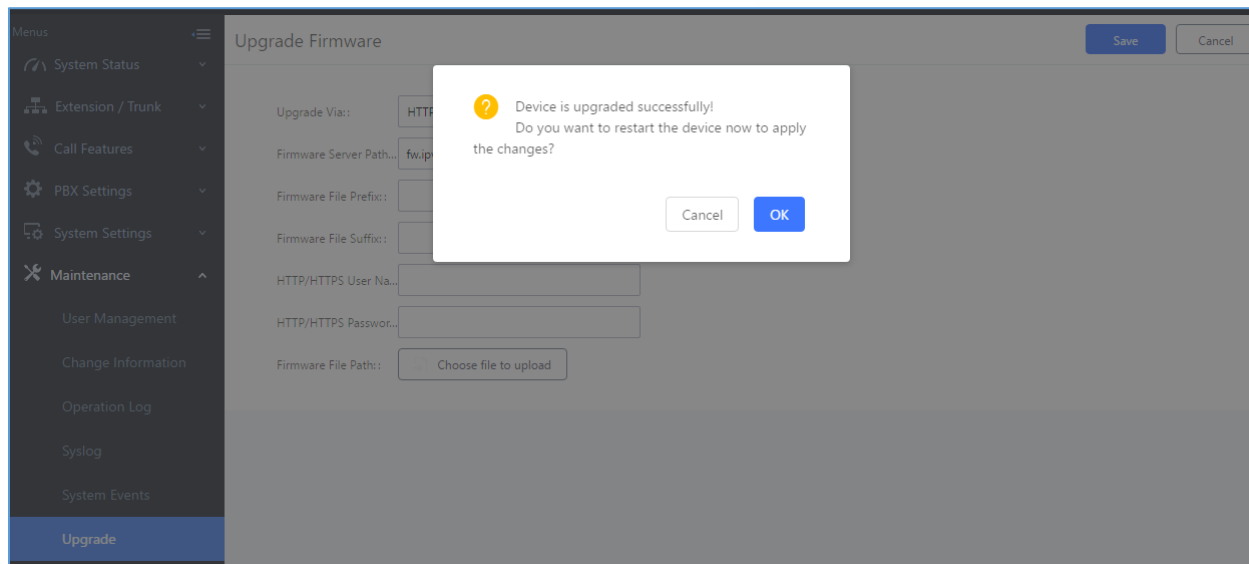 Menus
System Status
Extension / Trunk
Call Features
PBX Settings
System Settings
Maintenance
User Management
Change Information
Operation Log
Syslog
System Events
Upgrade
Upgrade Firmware
Save
Cancel
Upgrade Via::
HTTP
Firmware Server Path...
fw.ipv
Firmware File Prefix::
Firmware File Suffix::
HTTP/HTTPS User Na...
HTTP/HTTPS Passwor...
Firmware File Path::
Choose file to upload
Device is upgraded successfully!
Do you want to restart the device now to apply
the changes?
Cancel
OK